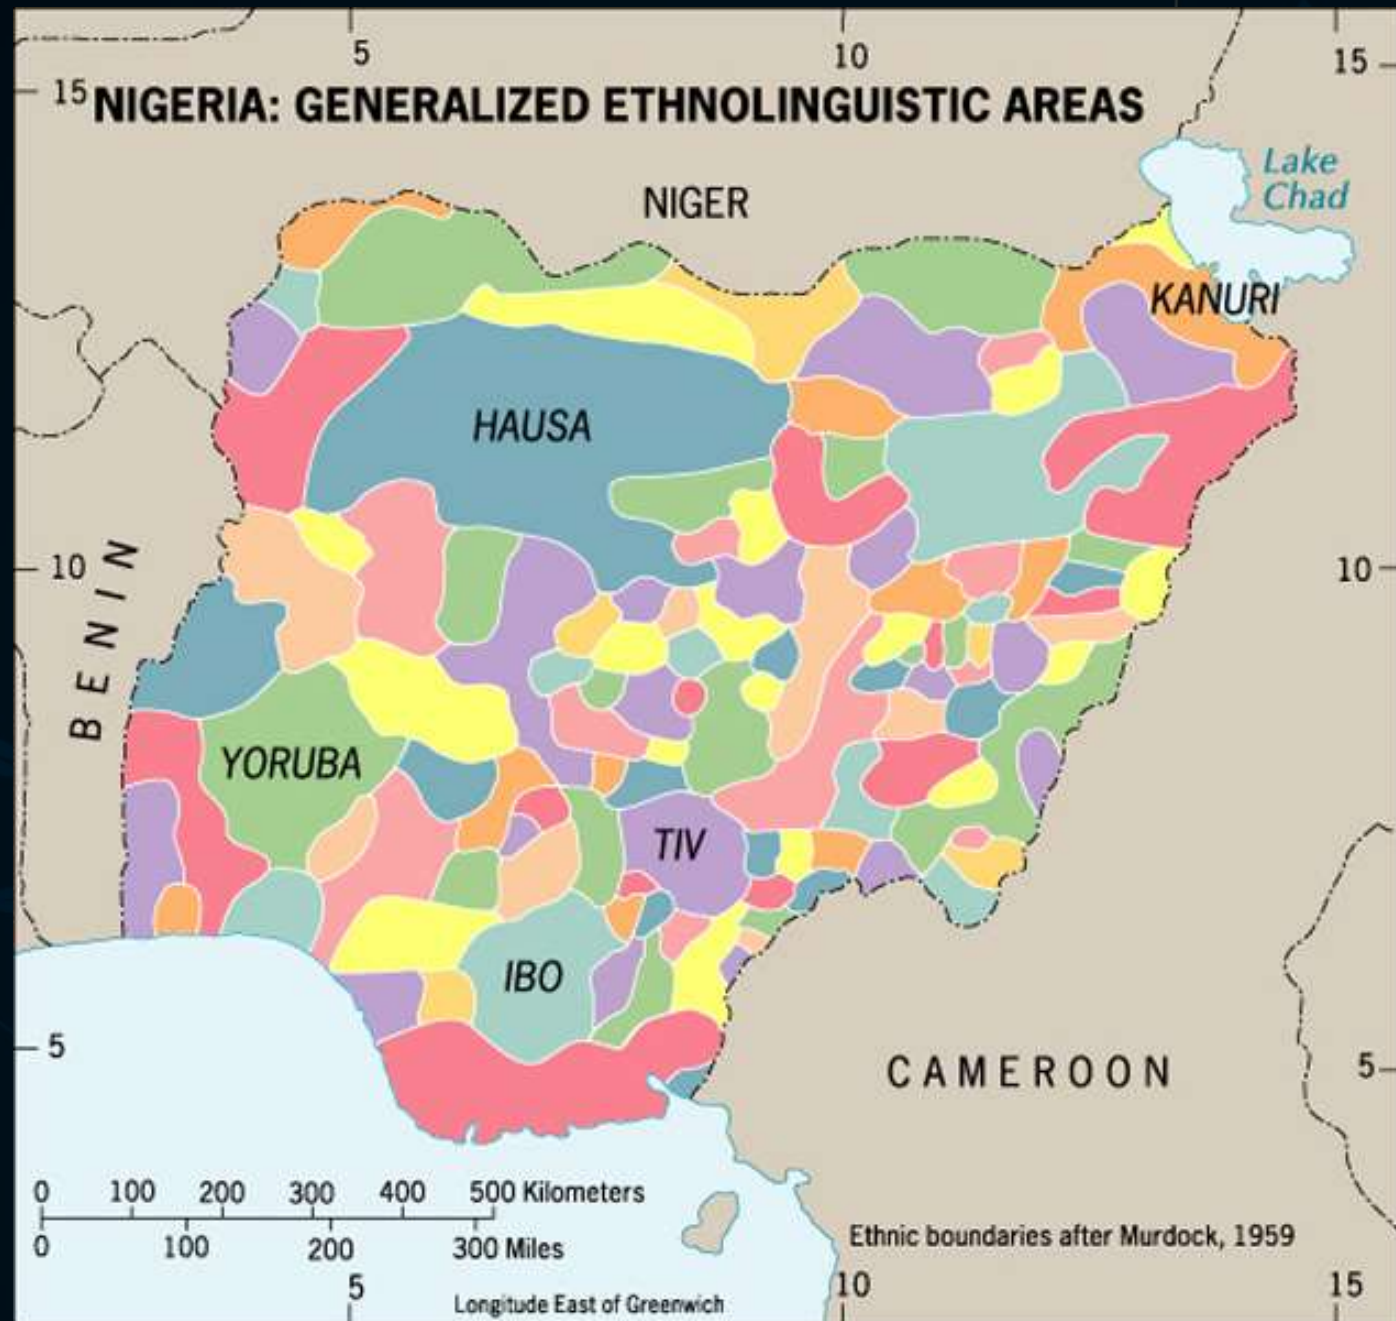 5
10
15
15
NIGERIA: GENERALIZED ETHNOLINGUISTIC AREAS
Lake
Chad
NIGER
KANURI
HAUSA
BENIN
10
10
YORUBA
TIV
IBO
5
CAMEROON
5
0 100 200 300 400 500 Kilometers
0 100 200 300 Miles
Ethnic boundaries after Murdock, 1959
5
10
15
Longitude East of Greenwich